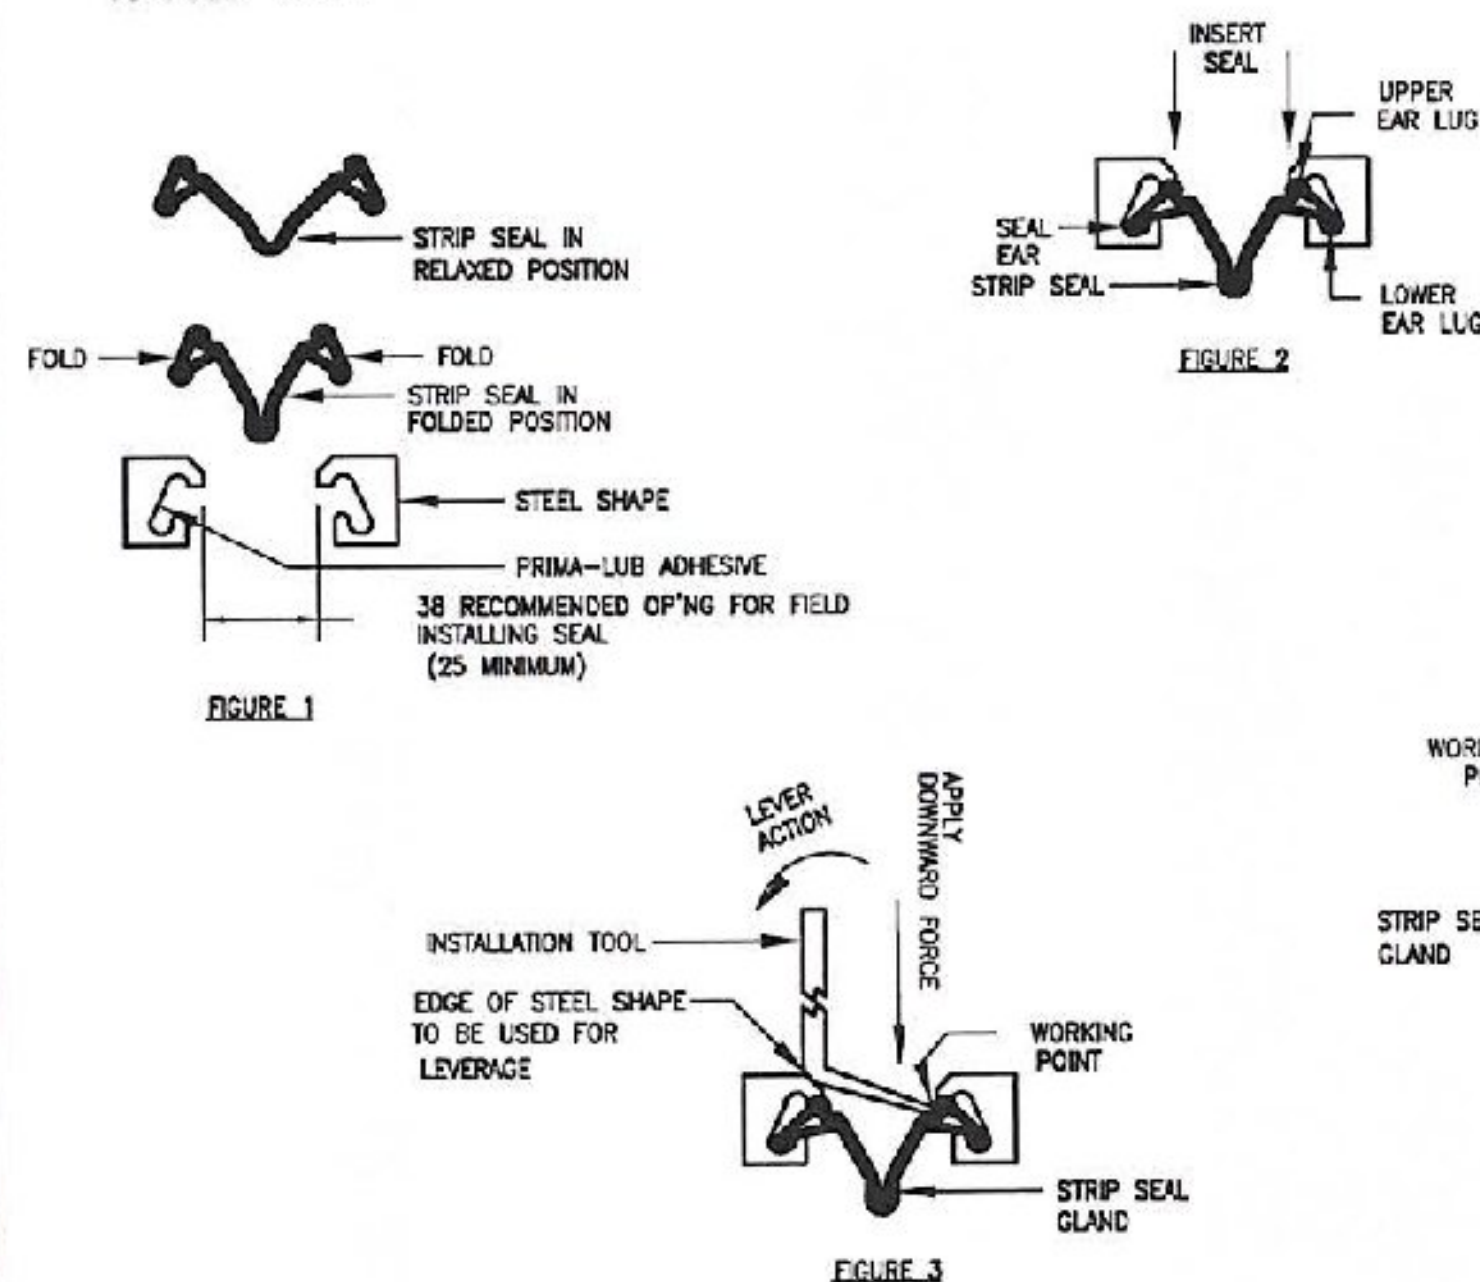 STRIP SEAL IN
RELAXED POSITION
FOLD
FOLD
STRIP SEAL IN
FOLDED POSITION
STEEL SHAPE
PRIMA-LUB ADHESIVE
38 RECOMMENDED OP'NG FOR FIELD
INSTALLING SEAL
(25 MINIMUM)
FIGURE 1
INSERT
SEAL
UPPER
EAR LUG
SEAL
EAR
STRIP SEAL
LOWER
EAR LUG
FIGURE 2
LEVER
ACTION
APPLY
DOWNWARD FORCE
INSTALLATION TOOL
EDGE OF STEEL SHAPE
TO BE USED FOR
LEVERAGE
WORKING
POINT
STRIP SEAL
GLAND
FIGURE 3
STRIP
GLAND